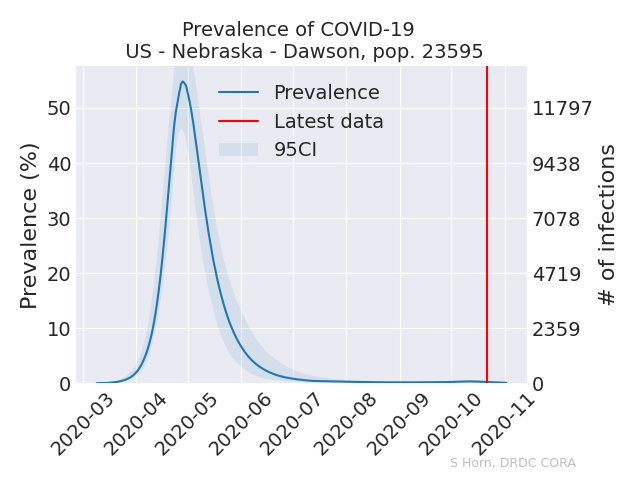 Prevalence of COVID-19
US - Nebraska - Dawson, pop. 23595
Prevalence
Latest data
95CI
Prevalence (%)
50
40
30
20
10
0
11797
9438
7078
4719
2359
0
# of infections
2020-03
2020-04
2020-05
2020-06
2020-07
2020-08
2020-09
2020-10
2020-11
S Horn, DRDC CORA